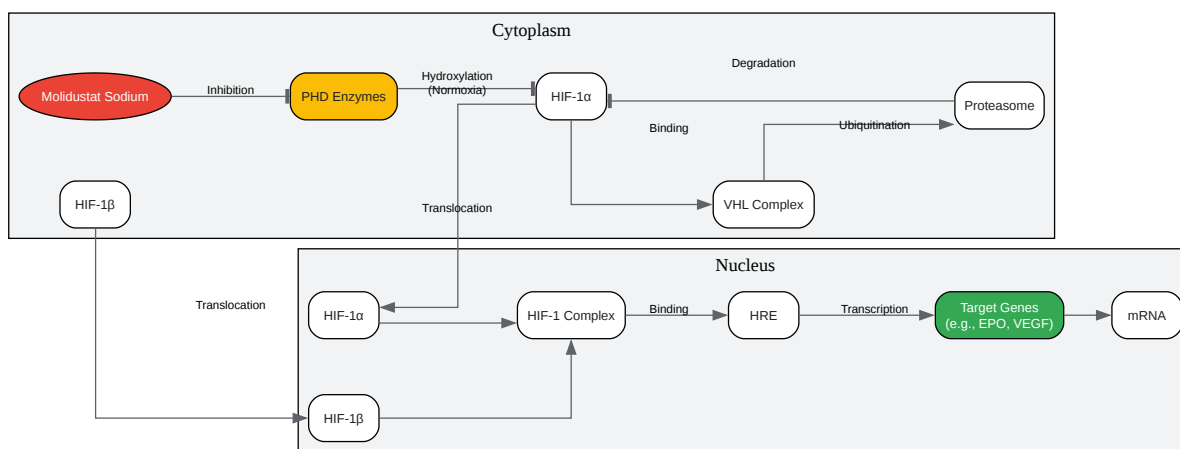 Cytoplasm
Degradation
Hydroxylation
(Normoxia)
Inhibition
Molidustat Sodium
PHD Enzymes
HIF-1α
Proteasome
Binding
Ubiquitination
HIF-1β
VHL Complex
Translocation
Nucleus
Translocation
HIF-1α
HIF-1 Complex
Binding
HRE
Transcription
Target Genes
(e.g., EPO, VEGF)
mRNA
HIF-1β